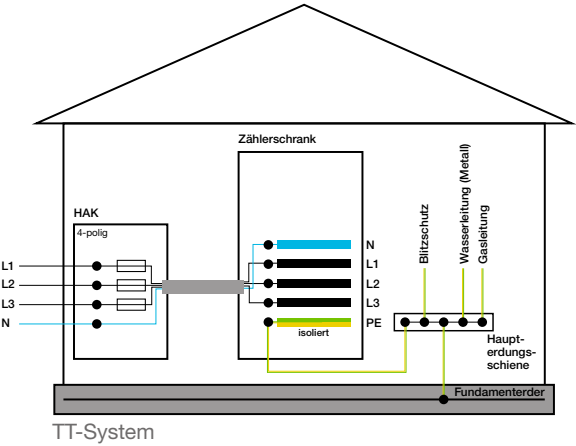 Zählerschrank
HAK
4-polig
L1
L2
L3
N
N
L1
L2
L3
PE
isoliert
Blitzschutz
Wasserleitung (Metall)
Gasleitung
Haupt-
erdungs-
schiene
Fundamenterder
TT-System